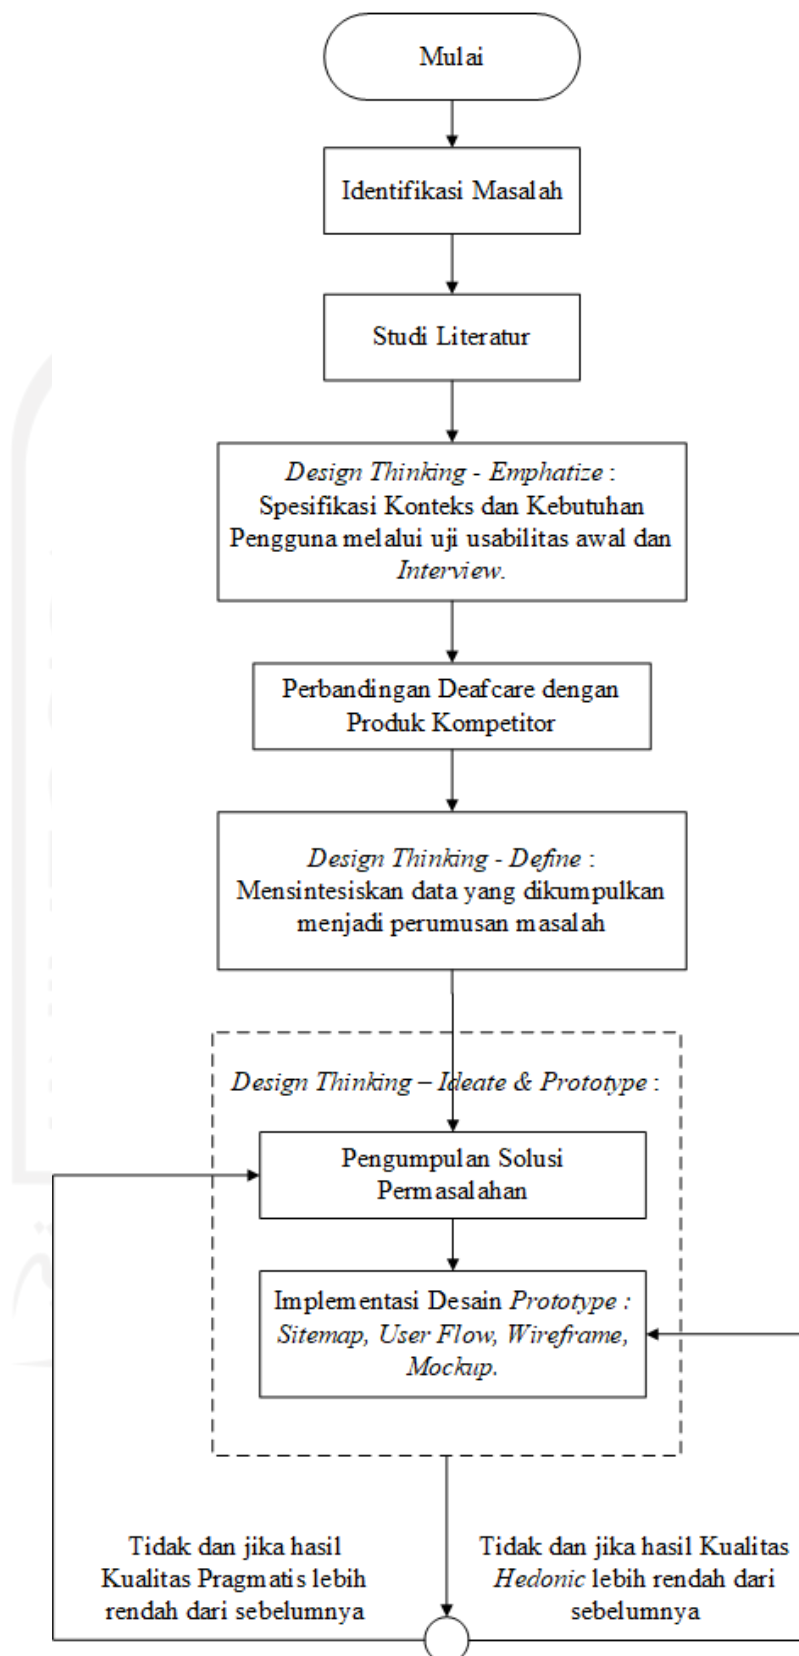 Mulai
Identifikasi Masalah
Studi Literatur
Design Thinking - Emphatize :
Spesifikasi Konteks dan Kebutuhan
Pengguna melalui uji usabilitas awal dan
Interview.
Perbandingan Deafcare dengan
Produk Kompetitor
Design Thinking - Define :
Mensintesiskan data yang dikumpulkan
menjadi perumusan masalah
Design Thinking – Ideate & Prototype :
Pengumpulan Solusi
Permasalahan
Implementasi Desain Prototype :
Sitemap, User Flow, Wireframe,
Mockup.
Tidak dan jika hasil
Kualitas Pragmatis lebih
rendah dari sebelumnya
Tidak dan jika hasil Kualitas
Hedonic lebih rendah dari
sebelumnya